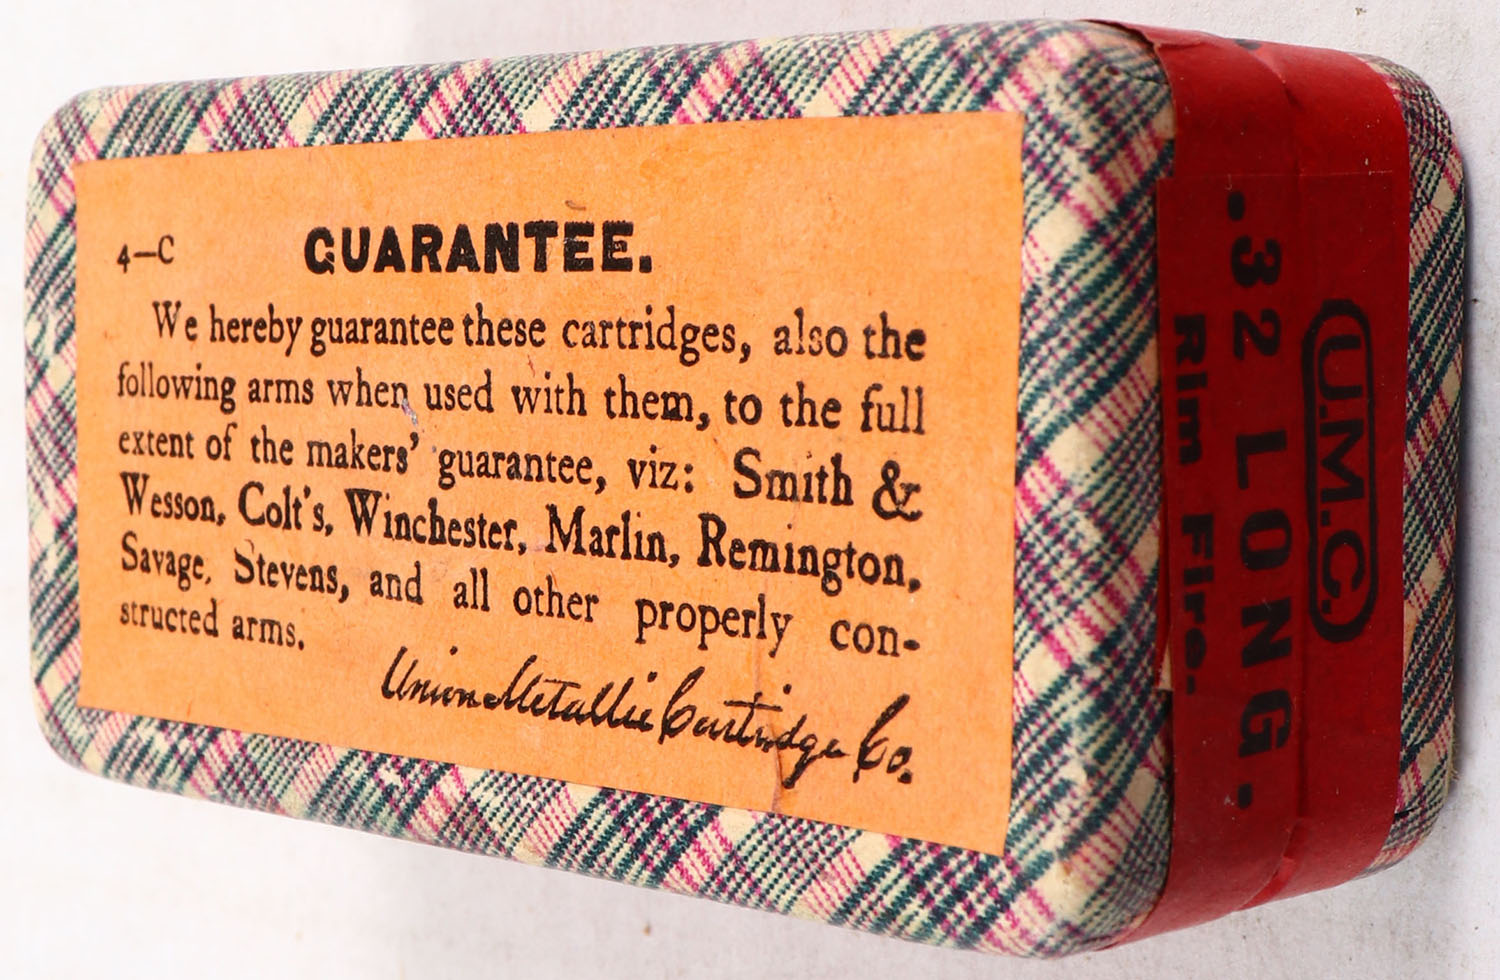 4—C GUARANTEE.
We hereby guarantee these cartridges, also the
following arms when used with them, to the full
extent of the makers' guarantee, viz: Smith &
Wesson, Colt's, Winchester, Marlin, Remington,
Savage, Stevens, and all other properly con-
structed arms.
Union Metallic Cartridge Co.
U.M.C.
.32 LONG.
Rim Fire.